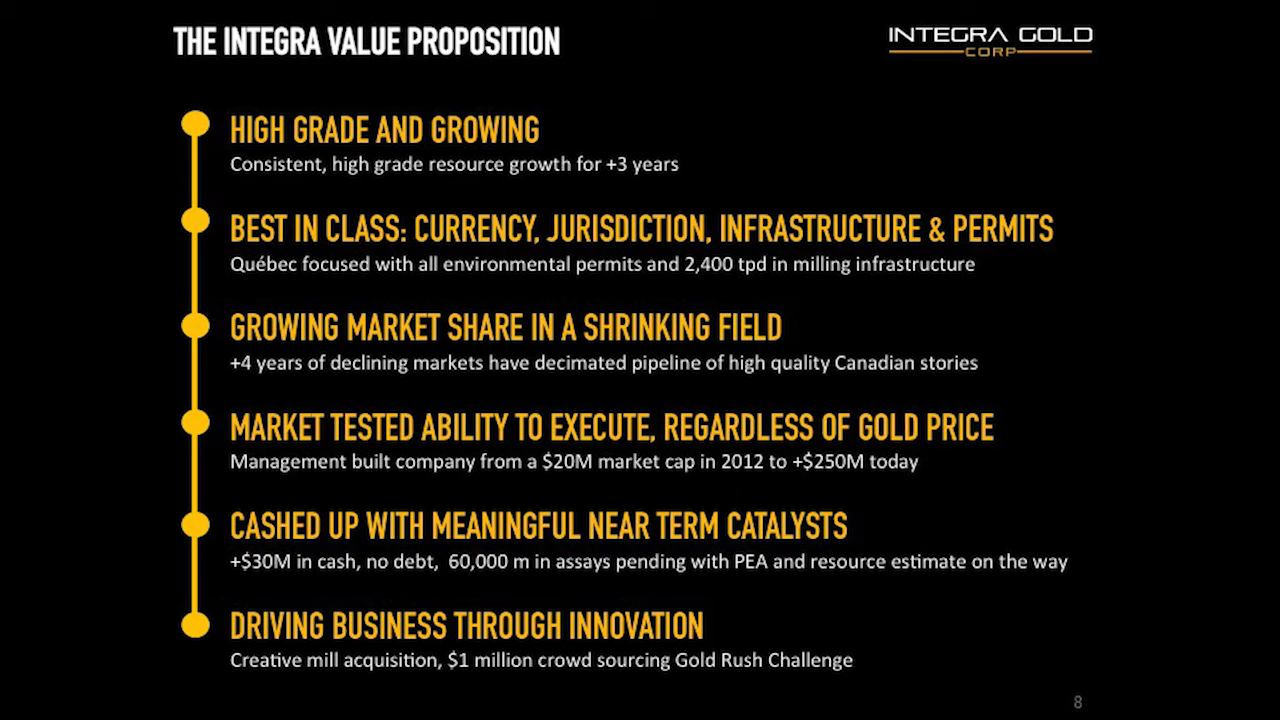 THE INTEGRA VALUE PROPOSITION
INTEGRA GOLD
CORP
HIGH GRADE AND GROWING
Consistent, high grade resource growth for +3 years
BEST IN CLASS: CURRENCY, JURISDICTION, INFRASTRUCTURE & PERMITS
Québec focused with all environmental permits and 2,400 tpd in milling infrastructure
GROWING MARKET SHARE IN A SHRINKING FIELD
+4 years of declining markets have decimated pipeline of high quality Canadian stories
MARKET TESTED ABILITY TO EXECUTE, REGARDLESS OF GOLD PRICE
Management built company from a $20M market cap in 2012 to +$250M today
CASHED UP WITH MEANINGFUL NEAR TERM CATALYSTS
+$30M in cash, no debt, 60,000 m in assays pending with PEA and resource estimate on the way
DRIVING BUSINESS THROUGH INNOVATION
Creative mill acquisition, $1 million crowd sourcing Gold Rush Challenge
8